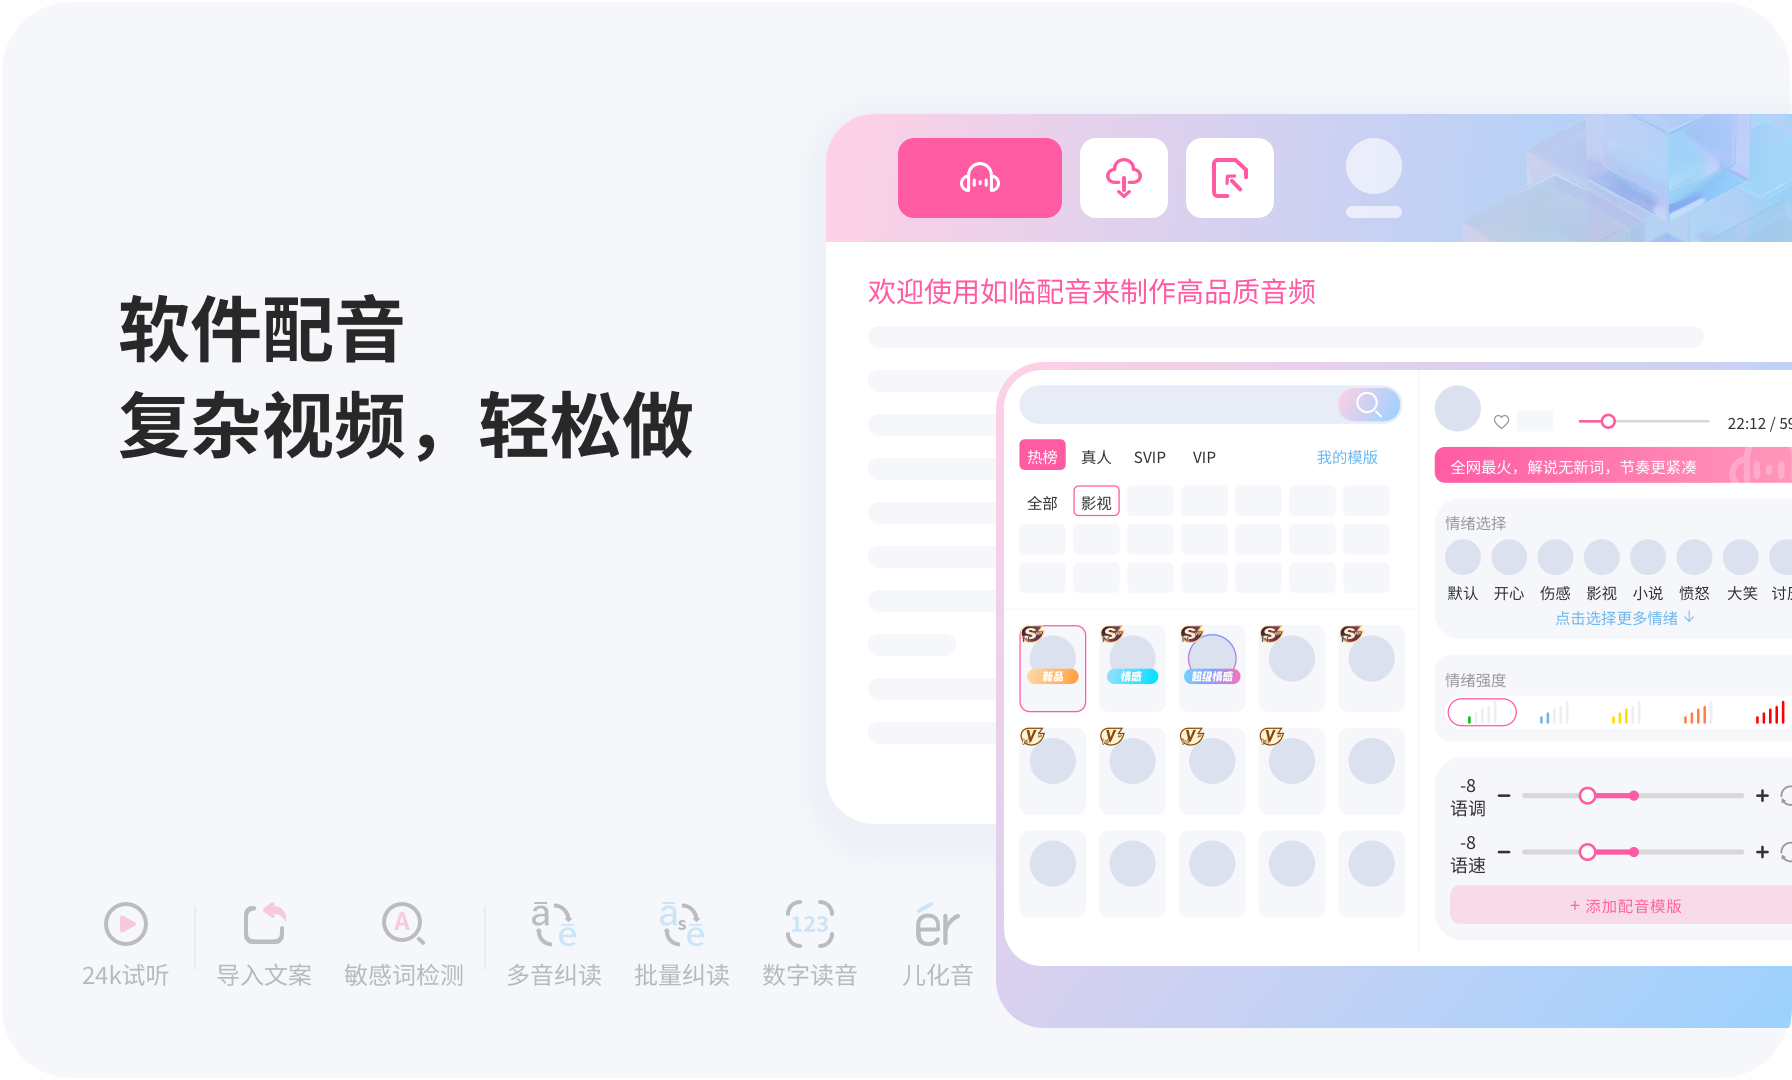 软件配音
复杂视频，轻松做
欢迎使用如临配音来制作高品质音频
热榜 真人 SVIP VIP 我的模版
全部 影视
新品 情感 超级情感
22:12 / 59
全网最火，解说无新词，节奏更紧凑
情绪选择
默认 开心 伤感 影视 小说 愤怒 大笑
点击选择更多情绪
情绪强度
-8
语调
-8
语速
+ 添加配音模版
A ā ē ā s ē 123 ér
24k试听 导入文案 敏感词检测 多音纠读 批量纠读 数字读音 儿化音